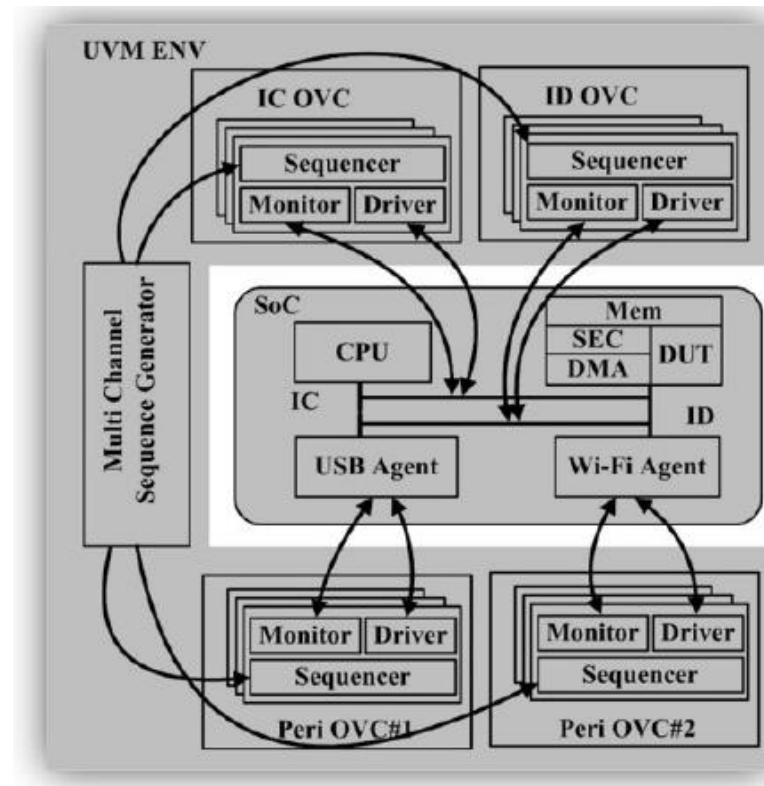 UVM ENV
IC OVC
Sequencer
Monitor
Driver
ID OVC
Sequencer
Monitor
Driver
Multi Channel
Sequence Generator
SoC
CPU
Mem
SEC
DMA
DUT
IC
ID
USB Agent
Wi-Fi Agent
Monitor
Driver
Sequencer
Peri OVC#1
Monitor
Driver
Sequencer
Peri OVC#2